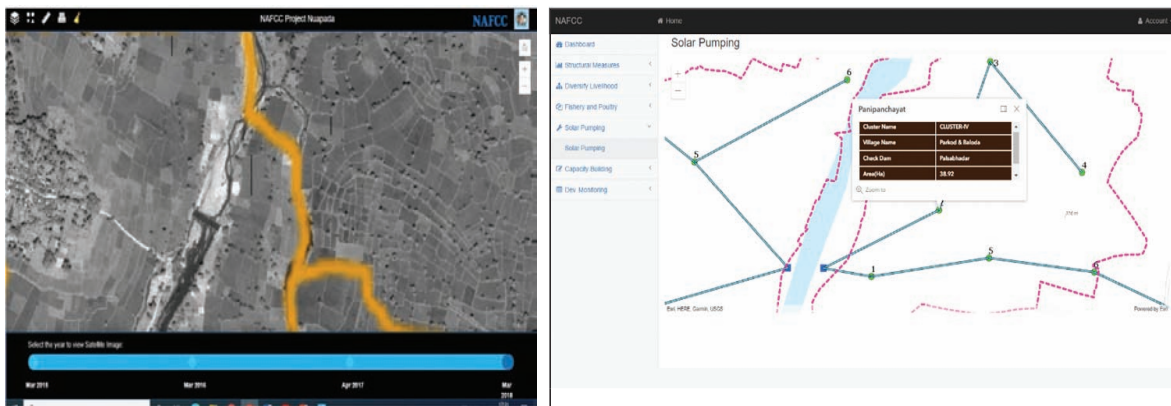 NAFCC Project Nuapada
NAFCC
Select the year to view Satellite Image:
Mar 2015
Mar 2016
Apr 2017
Mar
2018
NAFCC
Home
Account
Dashboard
Structural Measures
Diversify Livelihood
Fishery and Poultry
Solar Pumping
Solar Pumping
Capacity Building
Dev. Monitoring
Solar Pumping
6
3
5
4
1
5
6
Panipanchayat
Cluster Name CLUSTER-IV
Village Name Parkod & Baloda
Check Dam Palsabhadar
Area(Ha) 38.92
Zoom to
Esri, HERE, Garmin, USGS
Powered by Esri